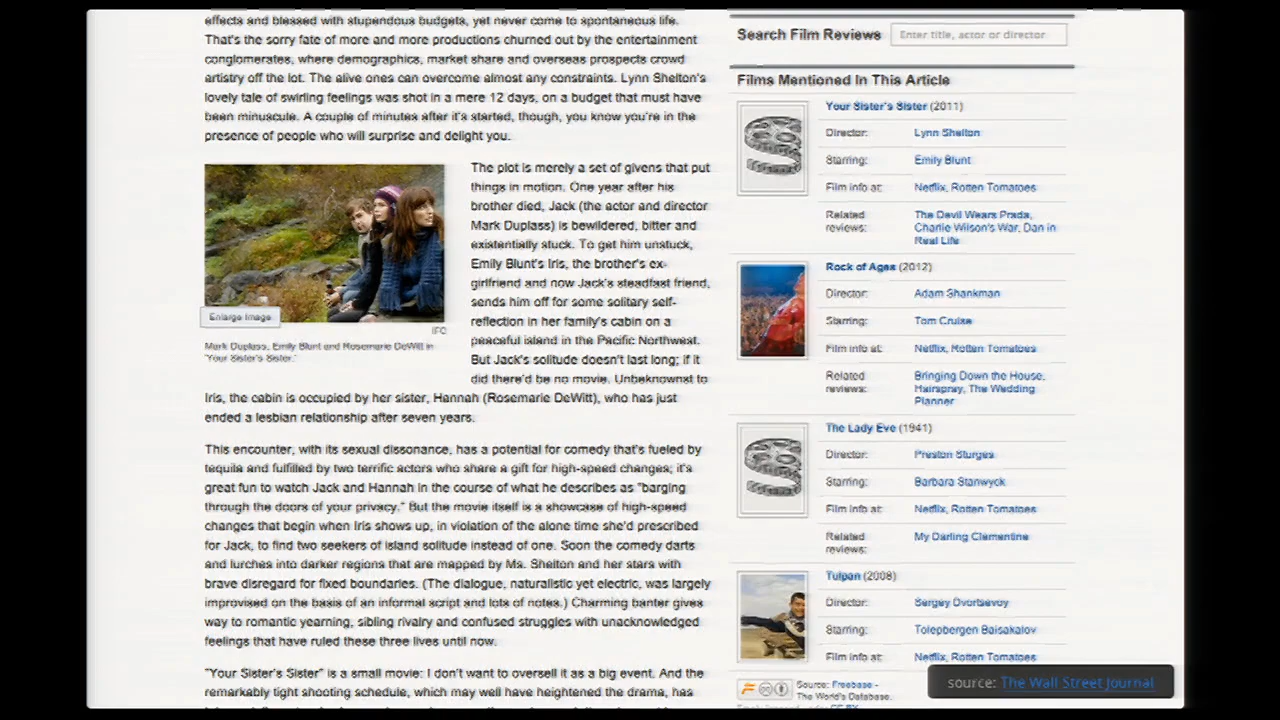 effects and blessed with stupendous budgets, yet never come to spontaneous life.
That's the sorry fate of more and more productions churned out by the entertainment
conglomerates, where demographics, market share and overseas prospects crowd
artistry off the lot. The alive ones can overcome almost any constraints. Lynn Shelton's
lovely tale of swirling feelings was shot in a mere 12 days, on a budget that must have
been minuscule. A couple of minutes after it's started, though, you know you're in the
presence of people who will surprise and delight you.
Enlarge Image
IFC
Mark Duplass, Emily Blunt and Rosemarie DeWitt in
"Your Sister's Sister."
The plot is merely a set of givens that put
things in motion. One year after his
brother died, Jack (the actor and director
Mark Duplass) is bewildered, bitter and
existentially stuck. To get him unstuck,
Emily Blunt's Iris, the brother's ex-
girlfriend and now Jack's steadfast friend,
sends him off for some solitary self-
reflection in her family's cabin on a
peaceful island in the Pacific Northwest.
But Jack's solitude doesn't last long; if it
did there'd be no movie. Unbeknownst to
Iris, the cabin is occupied by her sister, Hannah (Rosemarie DeWitt), who has just
ended a lesbian relationship after seven years.
This encounter, with its sexual dissonance, has a potential for comedy that's fueled by
tequila and fulfilled by two terrific actors who share a gift for high-speed changes; it's
great fun to watch Jack and Hannah in the course of what he describes as "barging
through the doors of your privacy." But the movie itself is a showcase of high-speed
changes that begin when Iris shows up, in violation of the alone time she'd prescribed
for Jack, to find two seekers of island solitude instead of one. Soon the comedy darts
and lurches into darker regions that are mapped by Ms. Shelton and her stars with
brave disregard for fixed boundaries. (The dialogue, naturalistic yet electric, was largely
improvised on the basis of an informal script and lots of notes.) Charming banter gives
way to romantic yearning, sibling rivalry and confused struggles with unacknowledged
feelings that have ruled these three lives until now.
"Your Sister's Sister" is a small movie: I don't want to oversell it as a big event. And the
remarkably tight shooting schedule, which may well have heightened the drama, has
Search Film Reviews
Enter title, actor or director
Films Mentioned In This Article
Your Sister's Sister (2011)
Director: Lynn Shelton
Starring: Emily Blunt
Film info at: Netflix, Rotten Tomatoes
Related reviews: The Devil Wears Prada,
Charlie Wilson's War, Dan in
Real Life
Rock of Ages (2012)
Director: Adam Shankman
Starring: Tom Cruise
Film info at: Netflix, Rotten Tomatoes
Related reviews: Bringing Down the House,
Hairspray, The Wedding
Planner
The Lady Eve (1941)
Director: Preston Sturges
Starring: Barbara Stanwyck
Film info at: Netflix, Rotten Tomatoes
Related reviews: My Darling Clementine
Tulpan (2008)
Director: Sergey Dvortsevoy
Starring: Tolepbergen Baisakalov
Film info at: Netflix, Rotten Tomatoes
Source: Freebase -
The World's Database.
source: The Wall Street Journal